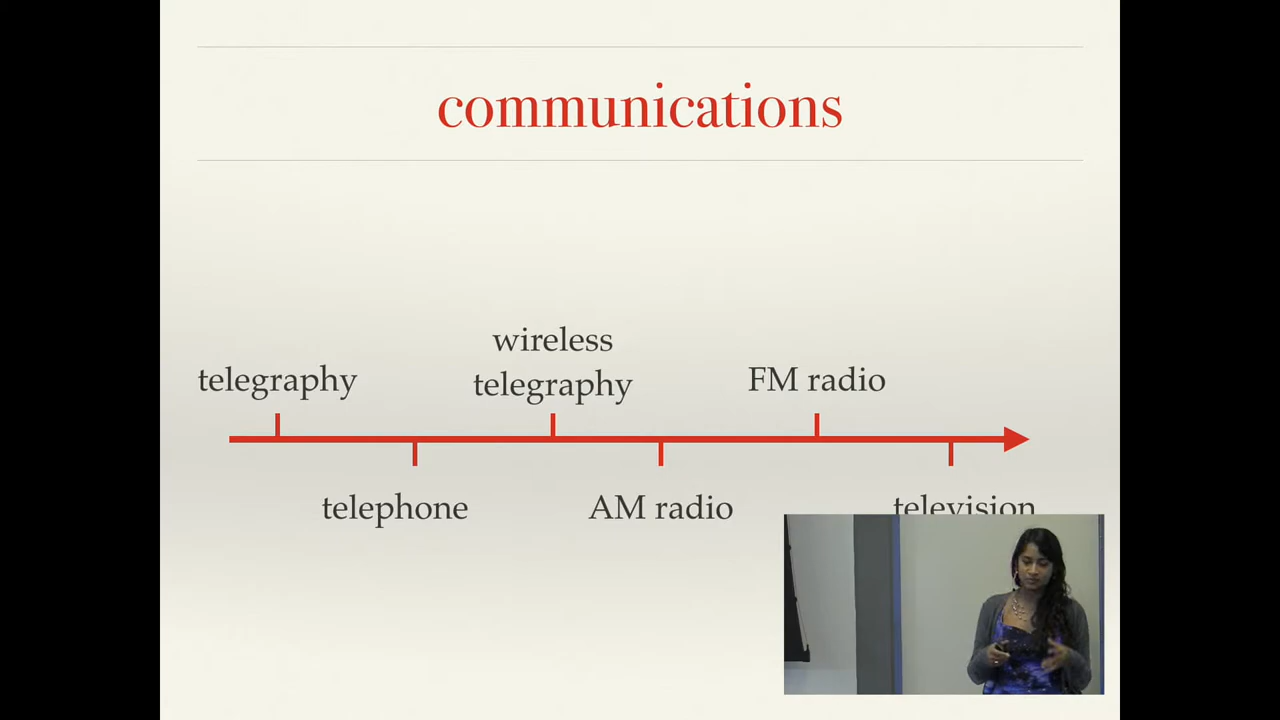 communications
wireless
telegraphy
telegraphy
FM radio
telephone
AM radio
television